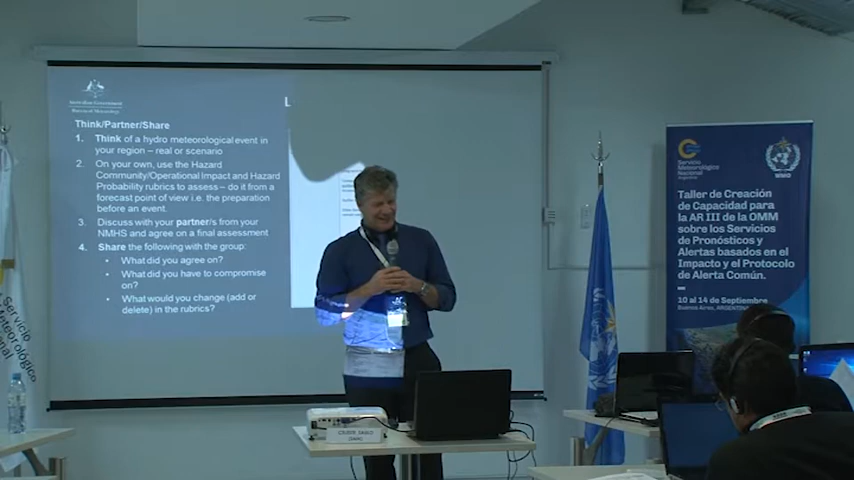 Australian Government
Bureau of Meteorology
L
Think/Partner/Share
1. Think of a hydro meteorological event in
your region – real or scenario
2. On your own, use the Hazard
Community/Operational Impact and Hazard
Probability rubrics to assess – do it from a
forecast point of view i.e. the preparation
before an event.
3. Discuss with your partner/s from your
NMHS and agree on a final assessment
4. Share the following with the group:
• What did you agree on?
• What did you have to compromise
on?
• What would you change (add or
delete) in the rubrics?
Servicio
Meteorológico
Nacional
Argentina
WMO
Taller de Creación
de Capacidad para
la AR III de la OMM
sobre los Servicios
de Pronósticos y
Alertas basados en el
Impacto y el Protocolo
de Alerta Común.
10 al 14 de Septiembre
Buenos Aires, ARGENTINA
Servicio
Meteorológico